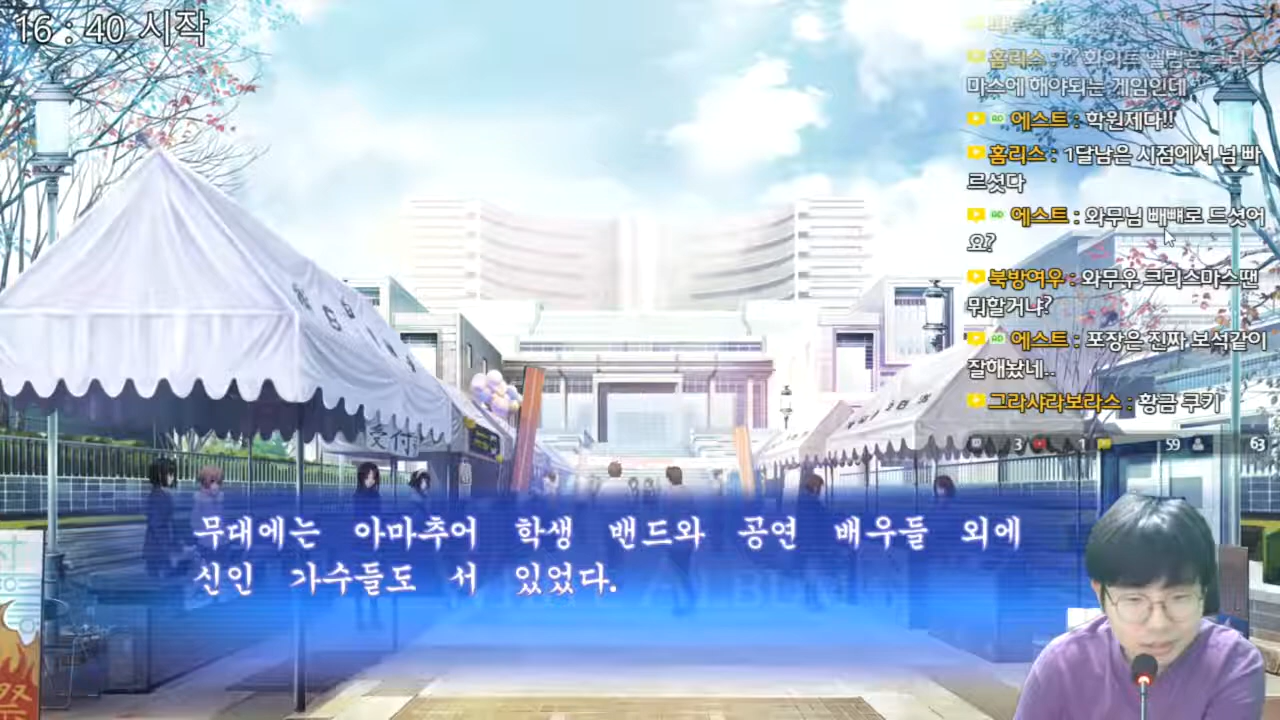 16 : 40 시작
홈리스 : ?? 화이트 앨범은 크리스
마스에 해야되는 게임인데
에스트 : 학원제다!!
홈리스 : 1달남은 시점에서 넘 빠
르셧다
에스트 : 와무님 빼뺴로 드셧어
요?
북방여우 : 와무우 크리스마스땐
뭐할거냐?
에스트 : 포장은 진짜 보석같이
잘해놨네..
그라샤라보라스 : 황금 쿠키
3 1 59 63
受付
무대에는 아마추어 학생 밴드와 공연 배우들 외에
신인 가수들도 서 있었다.
祭